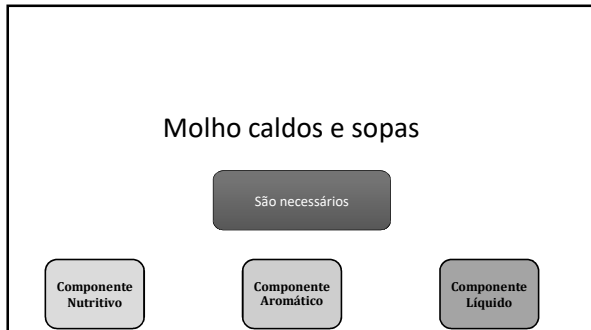 Molho caldos e sopas
São necessários
Componente
Nutritivo
Componente
Aromático
Componente
Líquido